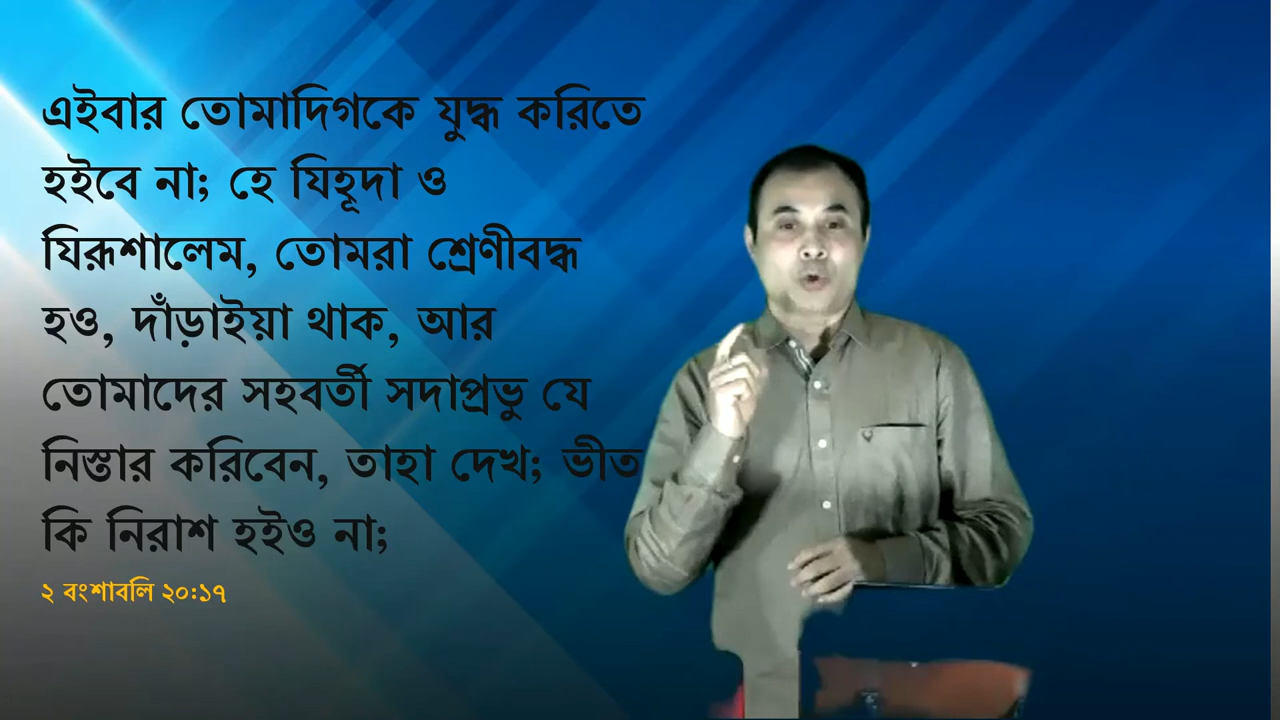 এইবার তোমাদিগকে যুদ্ধ করিতে
হইবে না; হে যিহূদা ও
যিরূশালেম, তোমরা শ্রেণীবদ্ধ
হও, দাঁড়াইয়া থাক, আর
তোমাদের সহবর্তী সদাপ্রভু যে
নিস্তার করিবেন, তাহা দেখ; ভীত
কি নিরাশ হইও না;
২ বংশাবলি ২০:১৭